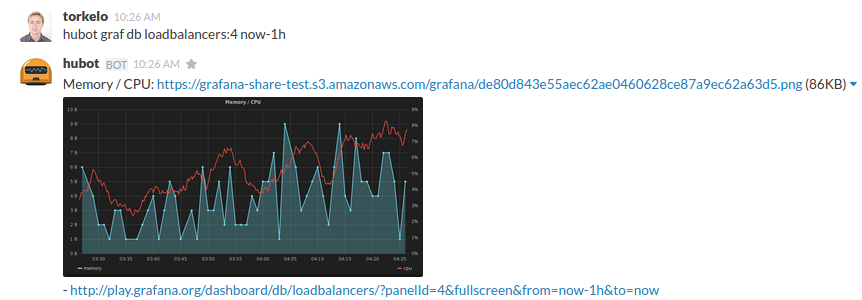 torkelo 10:26 AM
hubot graf db loadbalancers:4 now-1h
hubot BOT 10:26 AM
Memory / CPU: https://grafana-share-test.s3.amazonaws.com/grafana/de80d843e55aec62ae0460628ce87a9ec62a63d5.png (86KB)
Memory / CPU
10 B 9%
9 B 8%
8 B 7%
7 B 6%
6 B 5%
5 B 4%
4 B 3%
3 B 2%
2 B 1%
1 B 0%
0 B
03:30 03:35 03:40 03:45 03:50 03:55 04:00 04:05 04:10 04:15 04:20 04:25
memory cpu
- http://play.grafana.org/dashboard/db/loadbalancers/?panelId=4&fullscreen&from=now-1h&to=now